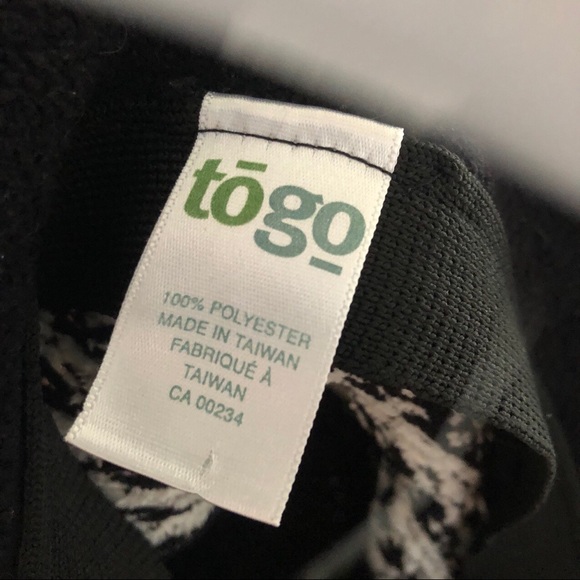 tōgo
100% POLYESTER
MADE IN TAIWAN
FABRIQUÉ À
TAIWAN
CA 00234